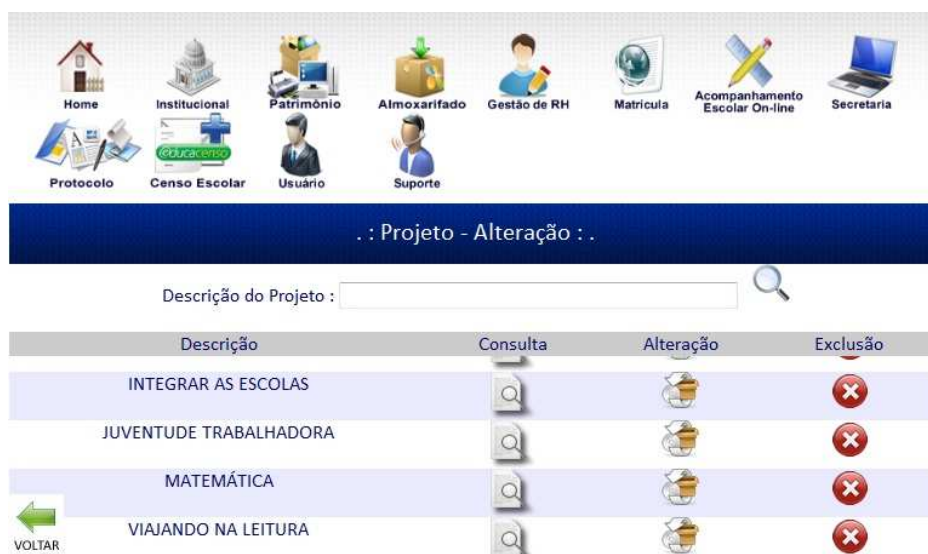 Home
Institucional
Patrimônio
Almoxarifado
Gestão de RH
Matricula
Acompanhamento
Escolar On-line
Secretaria
Protocolo
educacenso
Censo Escolar
Usuário
Suporte
. : Projeto - Alteração : .
Descrição do Projeto :
Descrição Consulta Alteração Exclusão
INTEGRAR AS ESCOLAS
JUVENTUDE TRABALHADORA
MATEMÁTICA
VIAJANDO NA LEITURA
VOLTAR